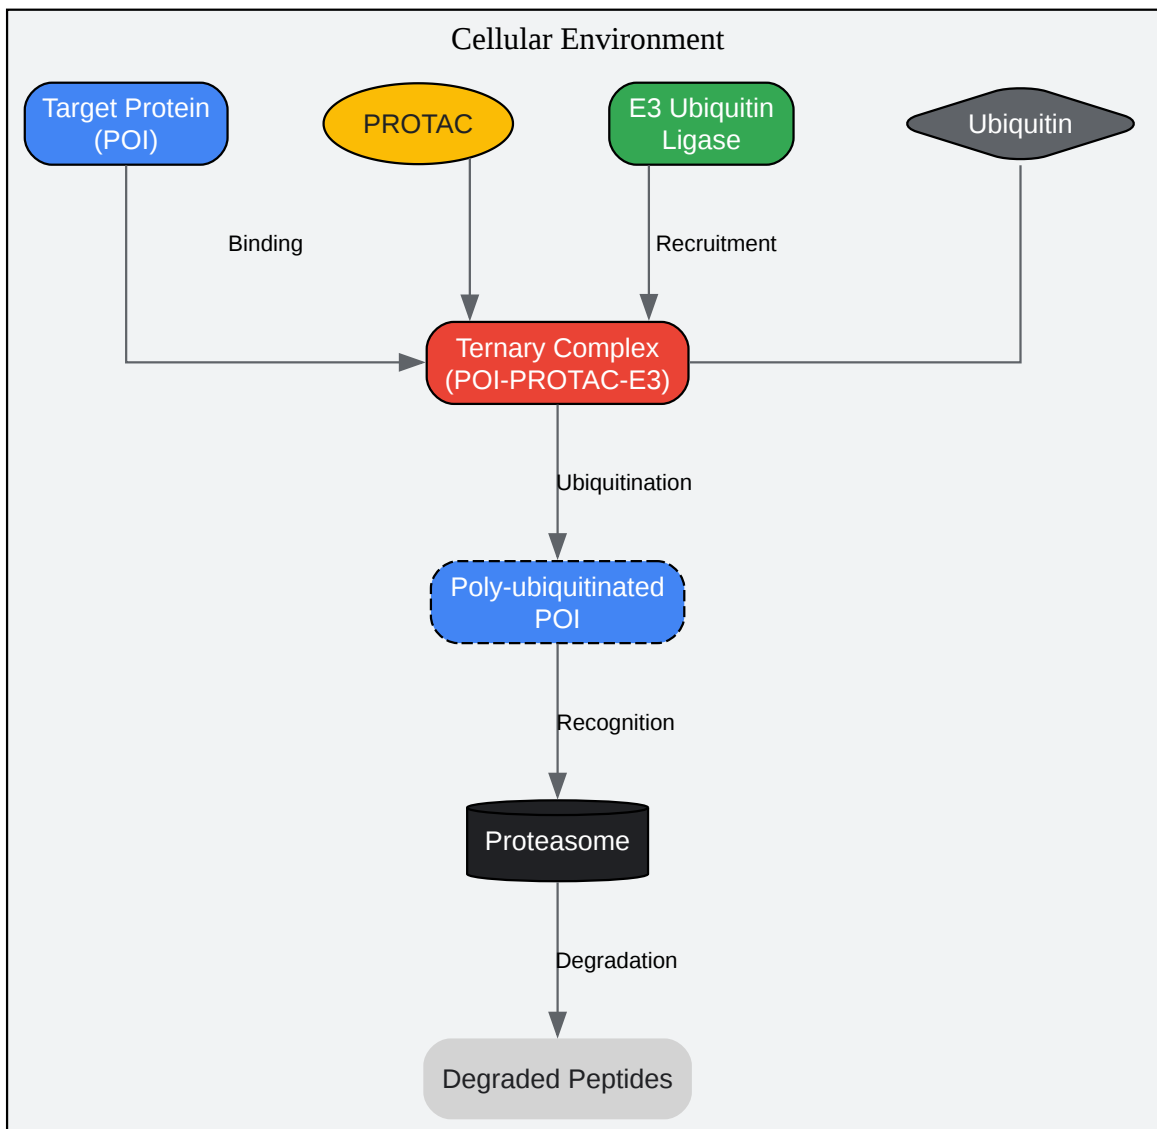 Cellular Environment
Target Protein
(POI)
PROTAC
E3 Ubiquitin
Ligase
Ubiquitin
Binding
Recruitment
Ternary Complex
(POI-PROTAC-E3)
Ubiquitination
Poly-ubiquitinated
POI
Recognition
Proteasome
Degradation
Degraded Peptides